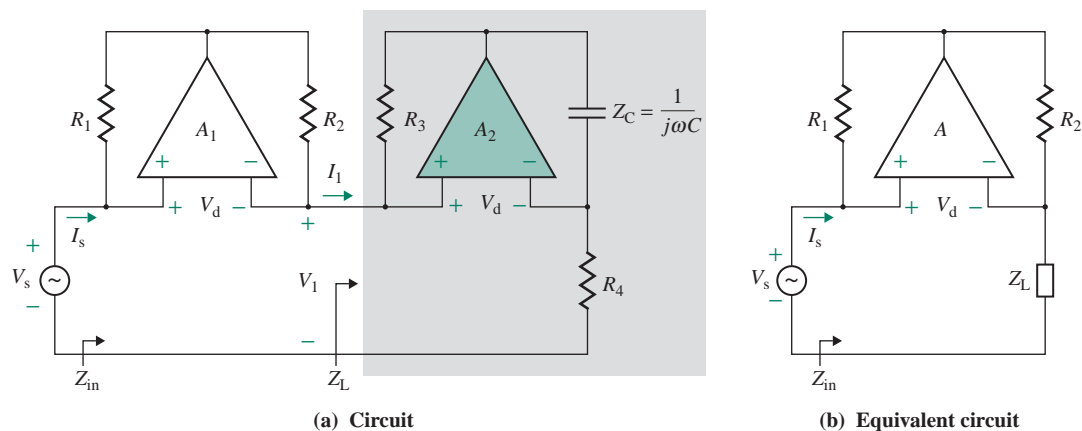 R1
A1
+
−
R2
R3
A2
+
−
ZC = 1/jωC
R1
A
+
−
R2
Is
+
Vd
−
I1
+
+
Vd
−
Is
+
Vd
−
+
Vs
−
V1
R4
+
Vs
−
ZL
−
Zin
ZL
Zin
(a) Circuit
(b) Equivalent circuit